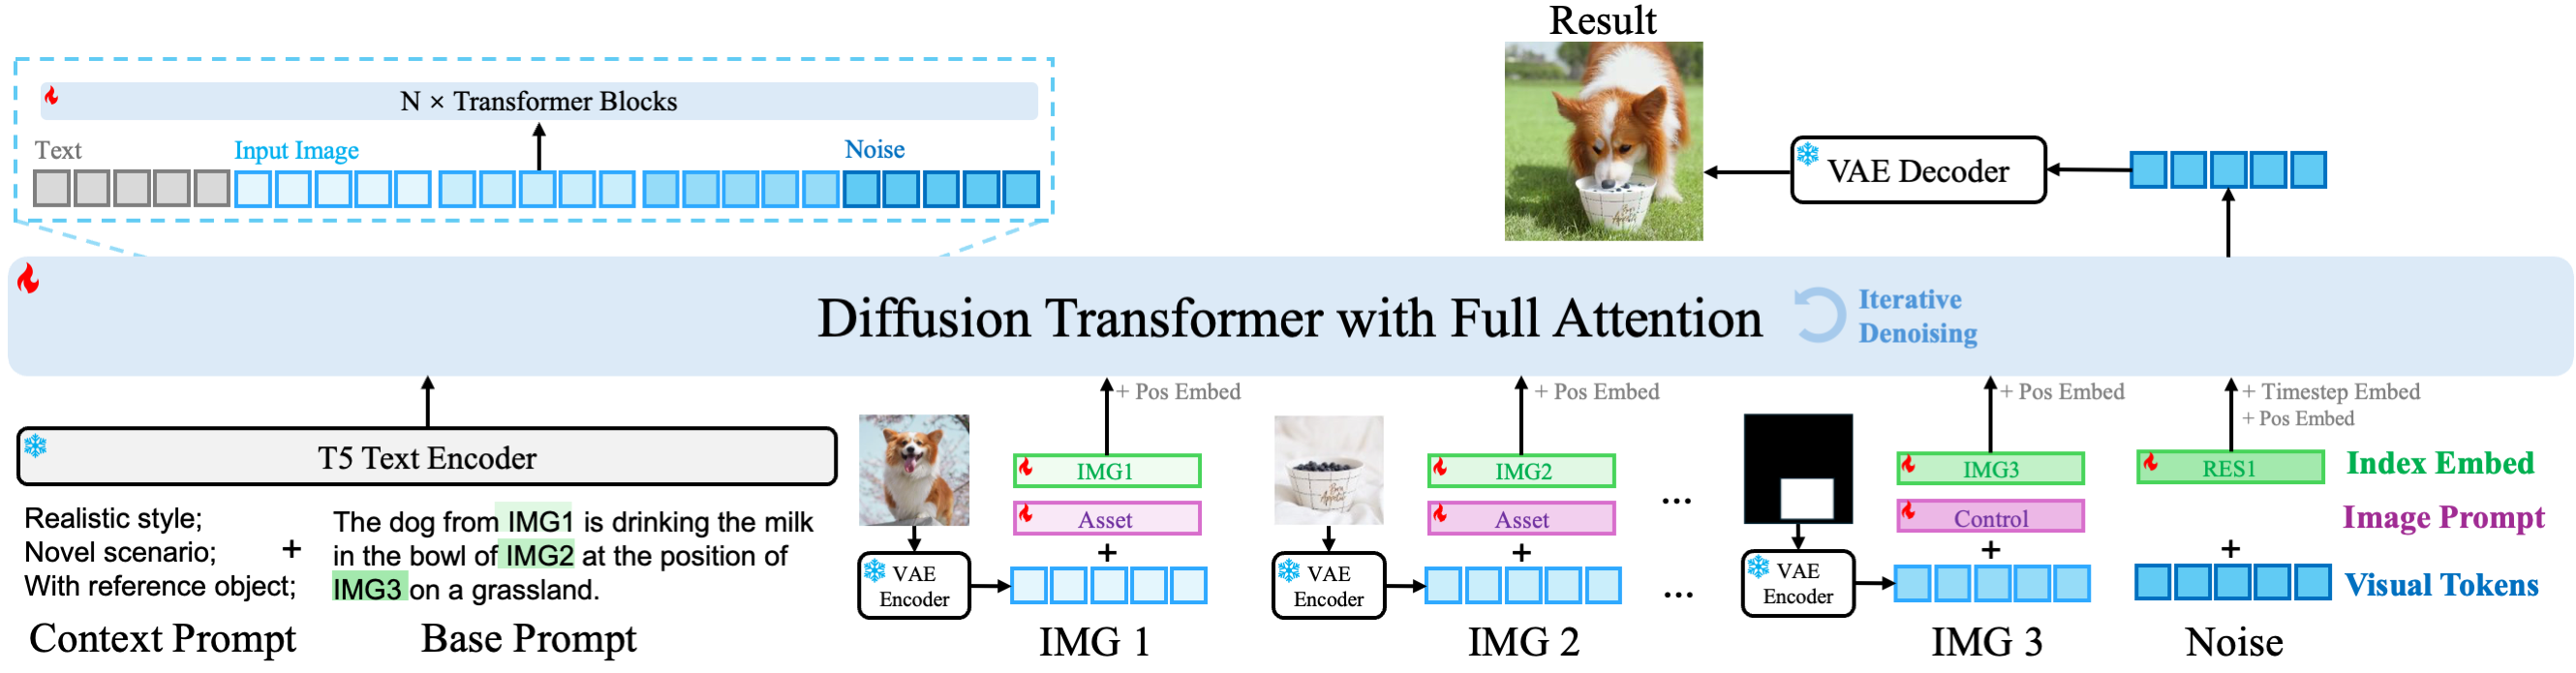 Result
N × Transformer Blocks
Text
Input Image
Noise
VAE Decoder
Diffusion Transformer with Full Attention
Iterative
Denoising
+ Pos Embed
+ Pos Embed
+ Pos Embed
+ Timestep Embed
+ Pos Embed
T5 Text Encoder
IMG1
IMG2
IMG3
RES1
Index Embed
Asset
Asset
...
Control
Image Prompt
Realistic style;
Novel scenario;
With reference object;
+
The dog from IMG1 is drinking the milk
in the bowl of IMG2 at the position of
IMG3 on a grassland.
+
+
+
+
VAE
Encoder
VAE
Encoder
...
VAE
Encoder
Visual Tokens
Context Prompt
Base Prompt
IMG 1
IMG 2
IMG 3
Noise